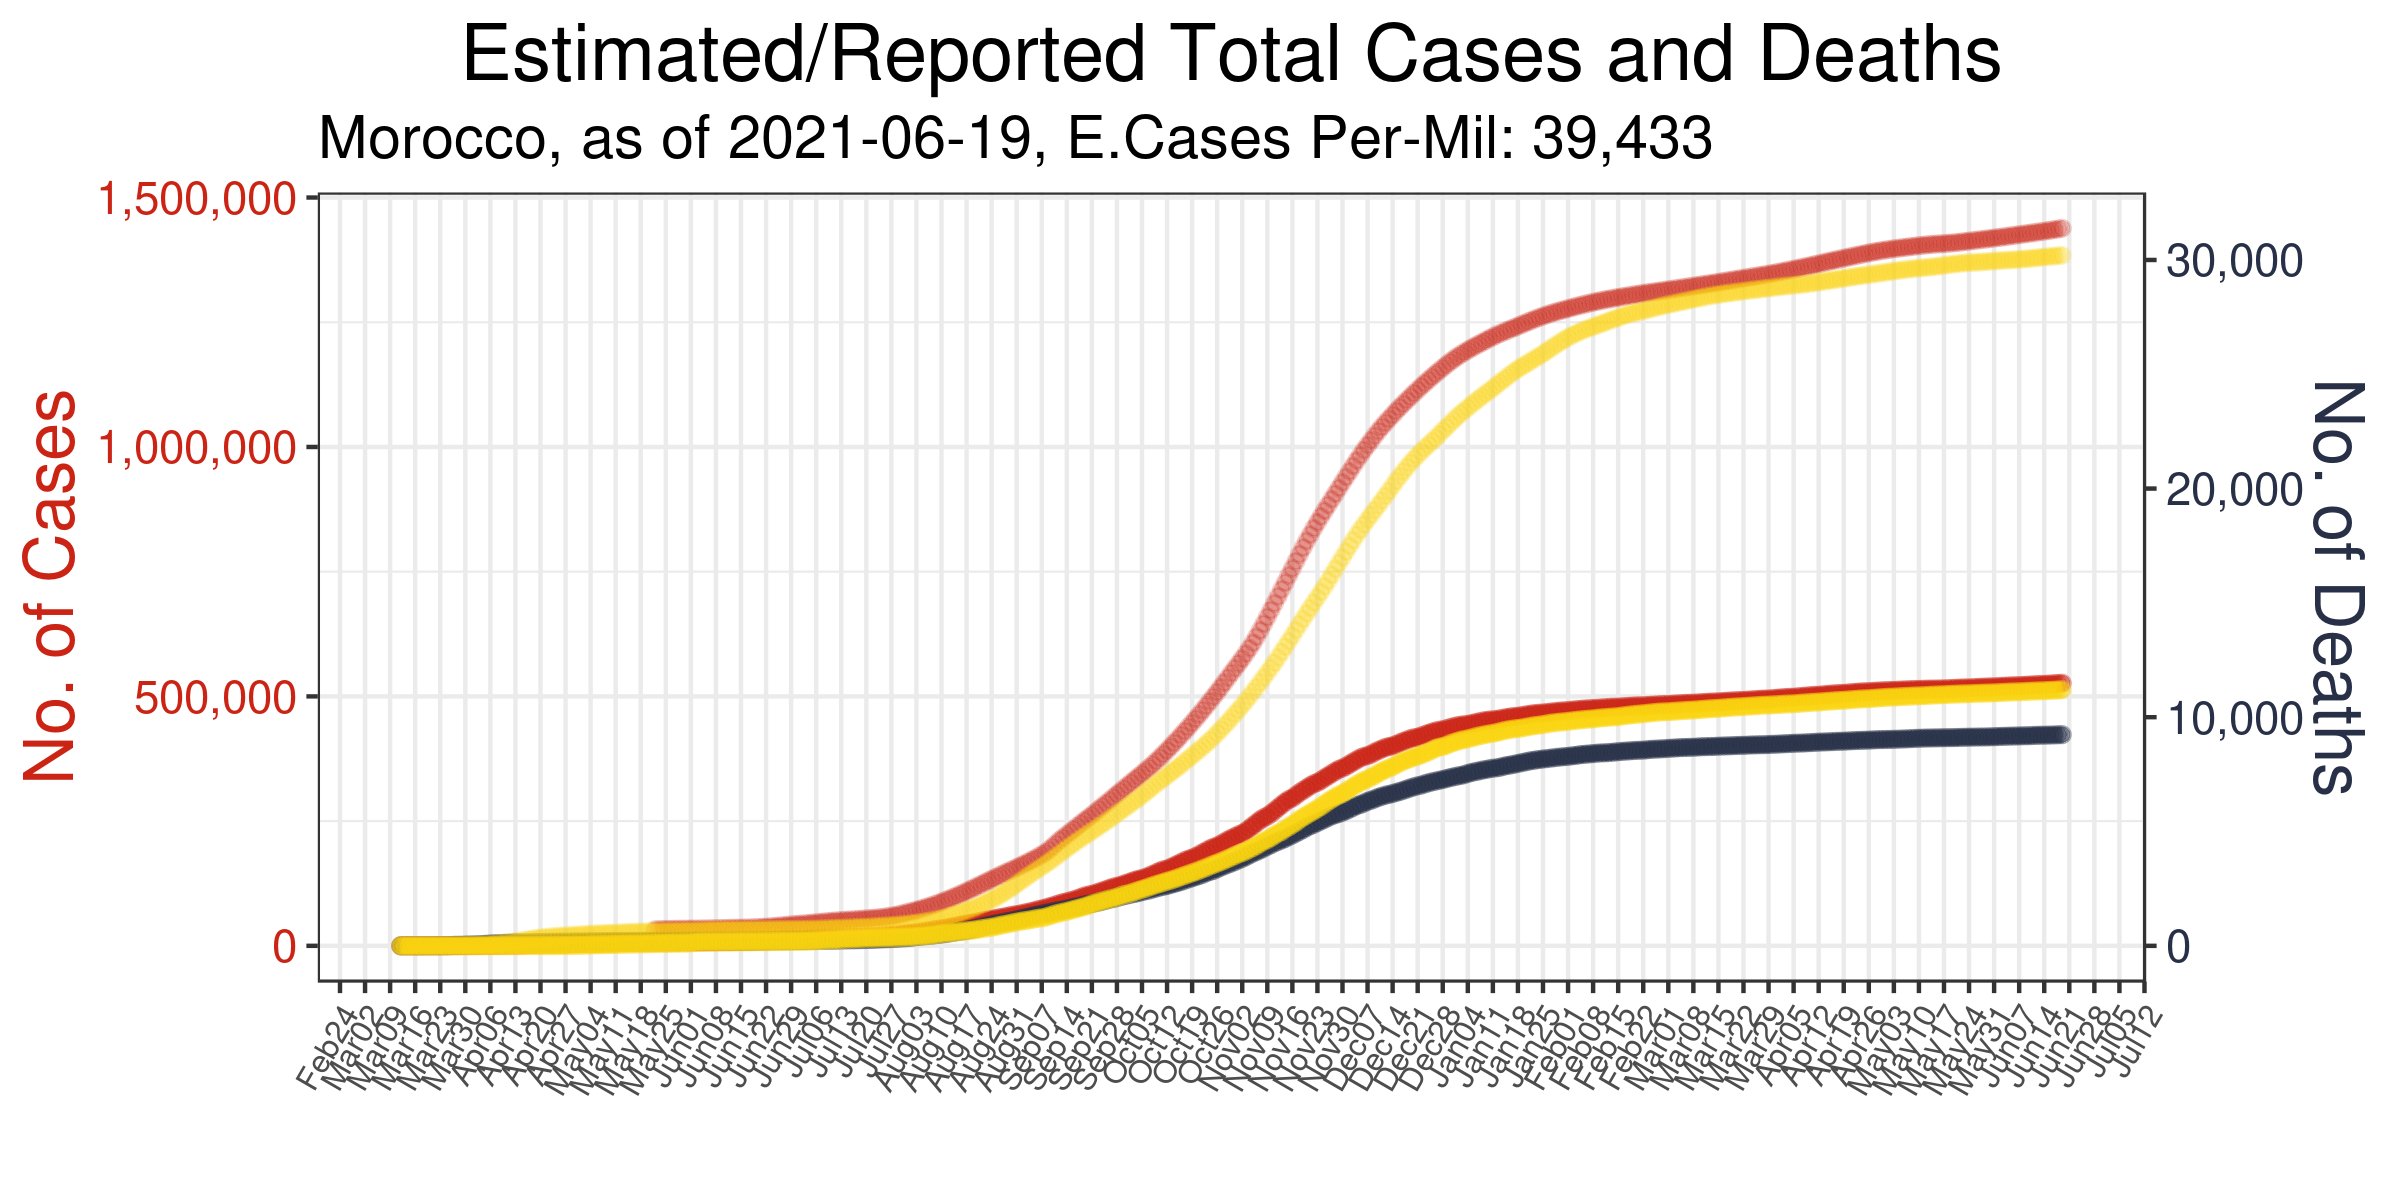 Estimated/Reported Total Cases and Deaths
Morocco, as of 2021-06-19, E.Cases Per-Mil: 39,433
No. of Cases
1,500,000
1,000,000
500,000
0
30,000
20,000
10,000
0
No. of Deaths
Feb24
Mar02
Mar09
Mar16
Mar23
Mar30
Apr06
Apr13
Apr20
Apr27
May04
May11
May18
May25
Jun01
Jun08
Jun15
Jun22
Jun29
Jul06
Jul13
Jul20
Jul27
Aug03
Aug10
Aug17
Aug24
Aug31
Sep07
Sep14
Sep21
Sep28
Oct05
Oct12
Oct19
Oct26
Nov02
Nov09
Nov16
Nov23
Nov30
Dec07
Dec14
Dec21
Dec28
Jan04
Jan11
Jan18
Jan25
Feb01
Feb08
Feb15
Feb22
Mar01
Mar08
Mar15
Mar22
Mar29
Apr05
Apr12
Apr19
Apr26
May03
May10
May17
May24
May31
Jun07
Jun14
Jun21
Jun28
Jul05
Jul12